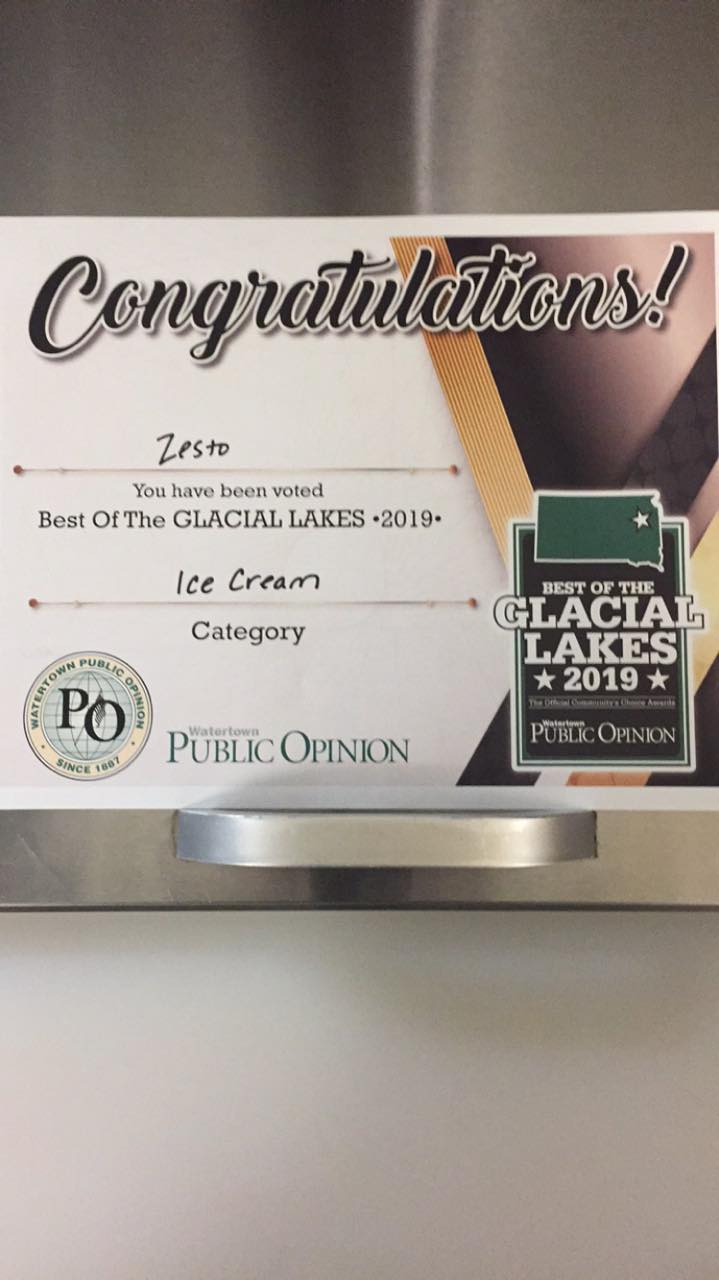 Congratulations!
Zesto
You have been voted
Best Of The GLACIAL LAKES •2019•
Ice Cream
Category
WATERTOWN PUBLIC OPINION
PO
SINCE 1887
Watertown
PUBLIC OPINION
BEST OF THE
GLACIAL
LAKES
★ 2019 ★
The Official Community's Choice Awards
Watertown
PUBLIC OPINION